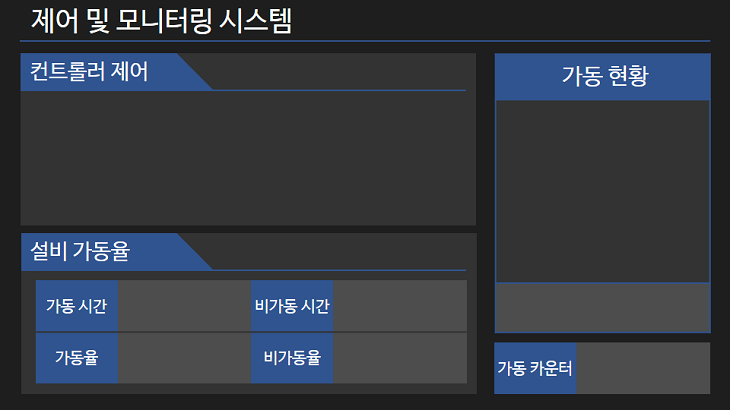 제어 및 모니터링 시스템
컨트롤러 제어
가동 현황
설비 가동율
가동 시간
비가동 시간
가동율
비가동율
가동 카운터